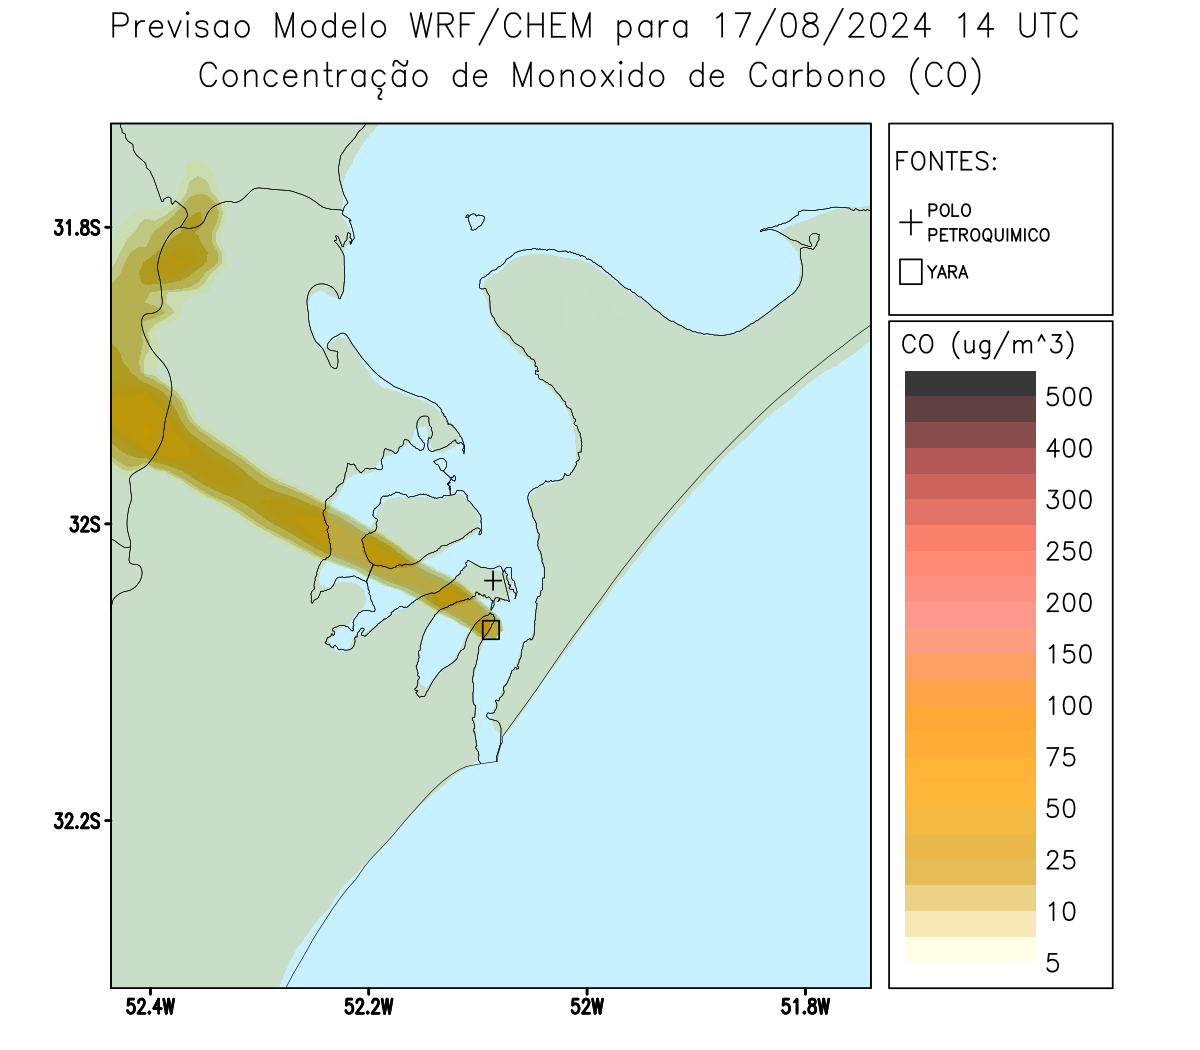 Previsao Modelo WRF/CHEM para 17/08/2024 14 UTC
Concentração de Monoxido de Carbono (CO)
FONTES:
POLO
PETROQUIMICO
YARA
CO (ug/m^3)
500
400
300
250
200
150
100
75
50
25
10
5
31.8S
32S
32.2S
52.4W
52.2W
52W
51.8W